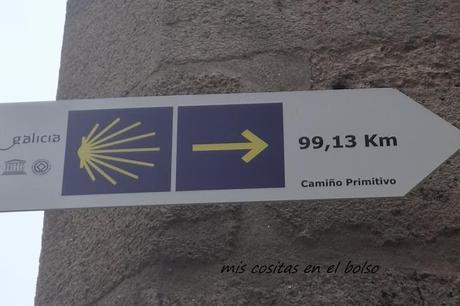 galicia
99,13 Km
Camiño Primitivo
mis cositas en el bolso